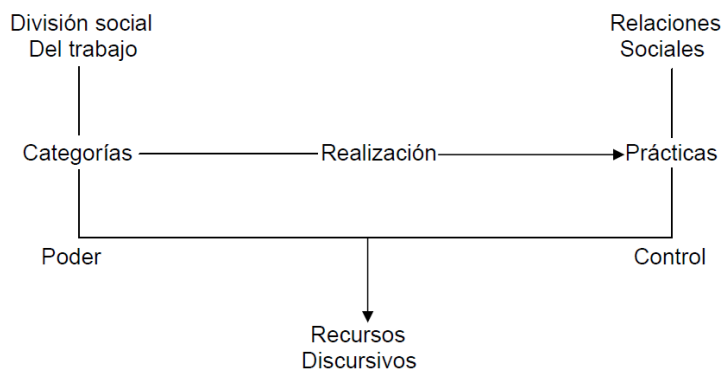 División social
Del trabajo
Relaciones
Sociales
Categorías
Realización
Prácticas
Poder
Control
Recursos
Discursivos